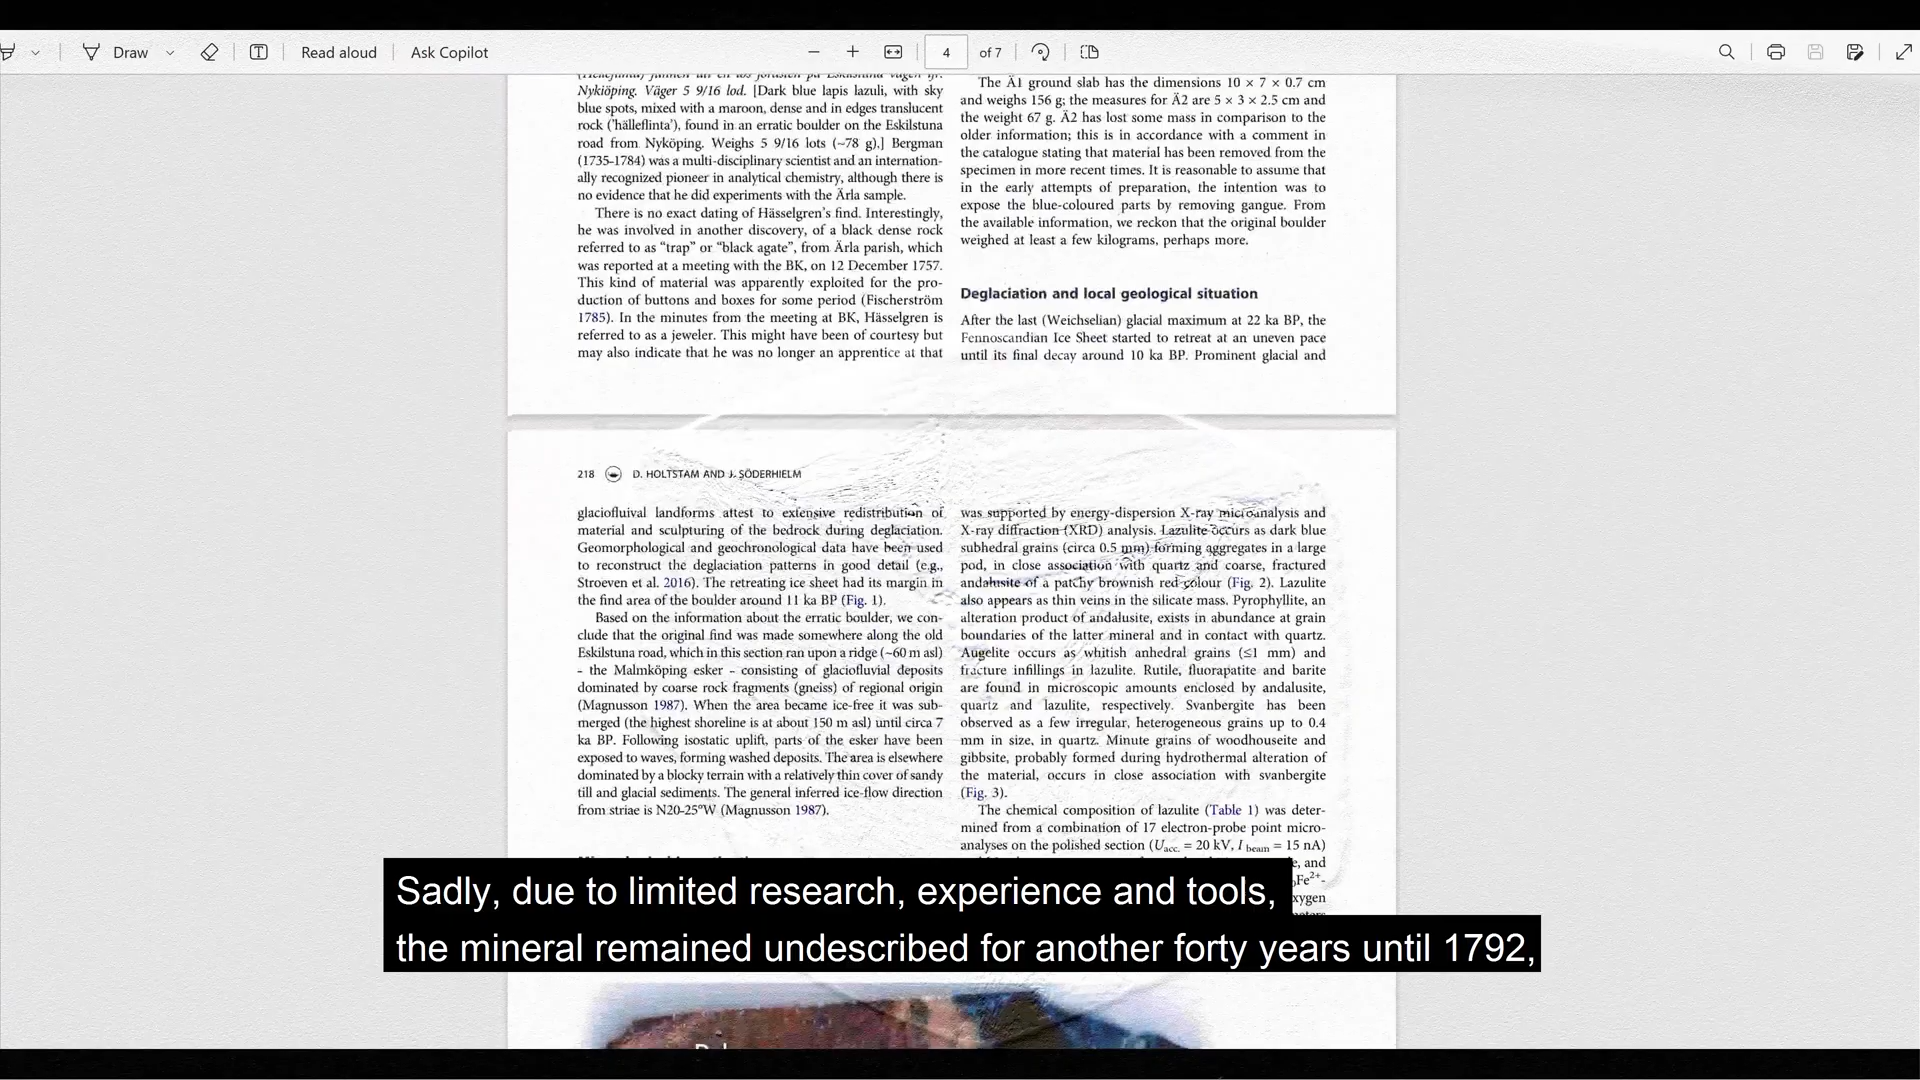 Draw
Read aloud
Ask Copilot
4
of 7
Nyköping. Väger 5 9/16 lod. [Dark blue lapis lazuli, with sky
blue spots, mixed with a maroon, dense and in edges translucent
rock ('hälleflinta'), found in an erratic boulder on the Eskilstuna
road from Nyköping. Weighs 5 9/16 lots (~78 g).] Bergman
(1735-1784) was a multi-disciplinary scientist and an internation-
ally recognized pioneer in analytical chemistry, although there is
no evidence that he did experiments with the Ärla sample.
There is no exact dating of Hässelgren's find. Interestingly,
he was involved in another discovery, of a black dense rock
referred to as “trap” or “black agate”, from Ärla parish, which
was reported at a meeting with the BK, on 12 December 1757.
This kind of material was apparently exploited for the pro-
duction of buttons and boxes for some period (Fischerström
1785). In the minutes from the meeting at BK, Hässelgren is
referred to as a jeweler. This might have been of courtesy but
may also indicate that he was no longer an apprentice at that
The Ä1 ground slab has the dimensions 10 × 7 × 0.7 cm
and weighs 156 g; the measures for Ä2 are 5 × 3 × 2.5 cm and
the weight 67 g. Ä2 has lost some mass in comparison to the
older information; this is in accordance with a comment in
the catalogue stating that material has been removed from the
specimen in more recent times. It is reasonable to assume that
in the early attempts of preparation, the intention was to
expose the blue-coloured parts by removing gangue. From
the available information, we reckon that the original boulder
weighed at least a few kilograms, perhaps more.
Deglaciation and local geological situation
After the last (Weichselian) glacial maximum at 22 ka BP, the
Fennoscandian Ice Sheet started to retreat at an uneven pace
until its final decay around 10 ka BP. Prominent glacial and
218 D. HOLTSTAM AND J. SÖDERHIELM
glaciofluival landforms attest to extensive redistribution of
material and sculpturing of the bedrock during deglaciation.
Geomorphological and geochronological data have been used
to reconstruct the deglaciation patterns in good detail (e.g.,
Stroeven et al. 2016). The retreating ice sheet had its margin in
the find area of the boulder around 11 ka BP (Fig. 1).
Based on the information about the erratic boulder, we con-
clude that the original find was made somewhere along the old
Eskilstuna road, which in this section ran upon a ridge (~60 m asl)
– the Malmköping esker – consisting of glaciofluvial deposits
dominated by coarse rock fragments (gneiss) of regional origin
(Magnusson 1987). When the area became ice-free it was sub-
merged (the highest shoreline is at about 150 m asl) until circa 7
ka BP. Following isostatic uplift, parts of the esker have been
exposed to waves, forming washed deposits. The area is elsewhere
dominated by a blocky terrain with a relatively thin cover of sandy
till and glacial sediments. The general inferred ice-flow direction
from striae is N20-25°W (Magnusson 1987).
was supported by energy-dispersion X-ray microanalysis and
X-ray diffraction (XRD) analysis. Lazulite occurs as dark blue
subhedral grains (circa 0.5 mm) forming aggregates in a large
pod, in close association with quartz and coarse, fractured
andalusite of a patchy brownish red colour (Fig. 2). Lazulite
also appears as thin veins in the silicate mass. Pyrophyllite, an
alteration product of andalusite, exists in abundance at grain
boundaries of the latter mineral and in contact with quartz.
Augelite occurs as whitish anhedral grains (≤1 mm) and
fracture infillings in lazulite. Rutile, fluorapatite and barite
are found in microscopic amounts enclosed by andalusite,
quartz and lazulite, respectively. Svanbergite has been
observed as a few irregular, heterogeneous grains up to 0.4
mm in size, in quartz. Minute grains of woodhouseite and
gibbsite, probably formed during hydrothermal alteration of
the material, occurs in close association with svanbergite
(Fig. 3).
The chemical composition of lazulite (Table 1) was deter-
mined from a combination of 17 electron-probe point micro-
analyses on the polished section (Uacc. = 20 kV, I beam = 15 nA)
e, and
Fe2+-
xygen
Sadly, due to limited research, experience and tools,
the mineral remained undescribed for another forty years until 1792,